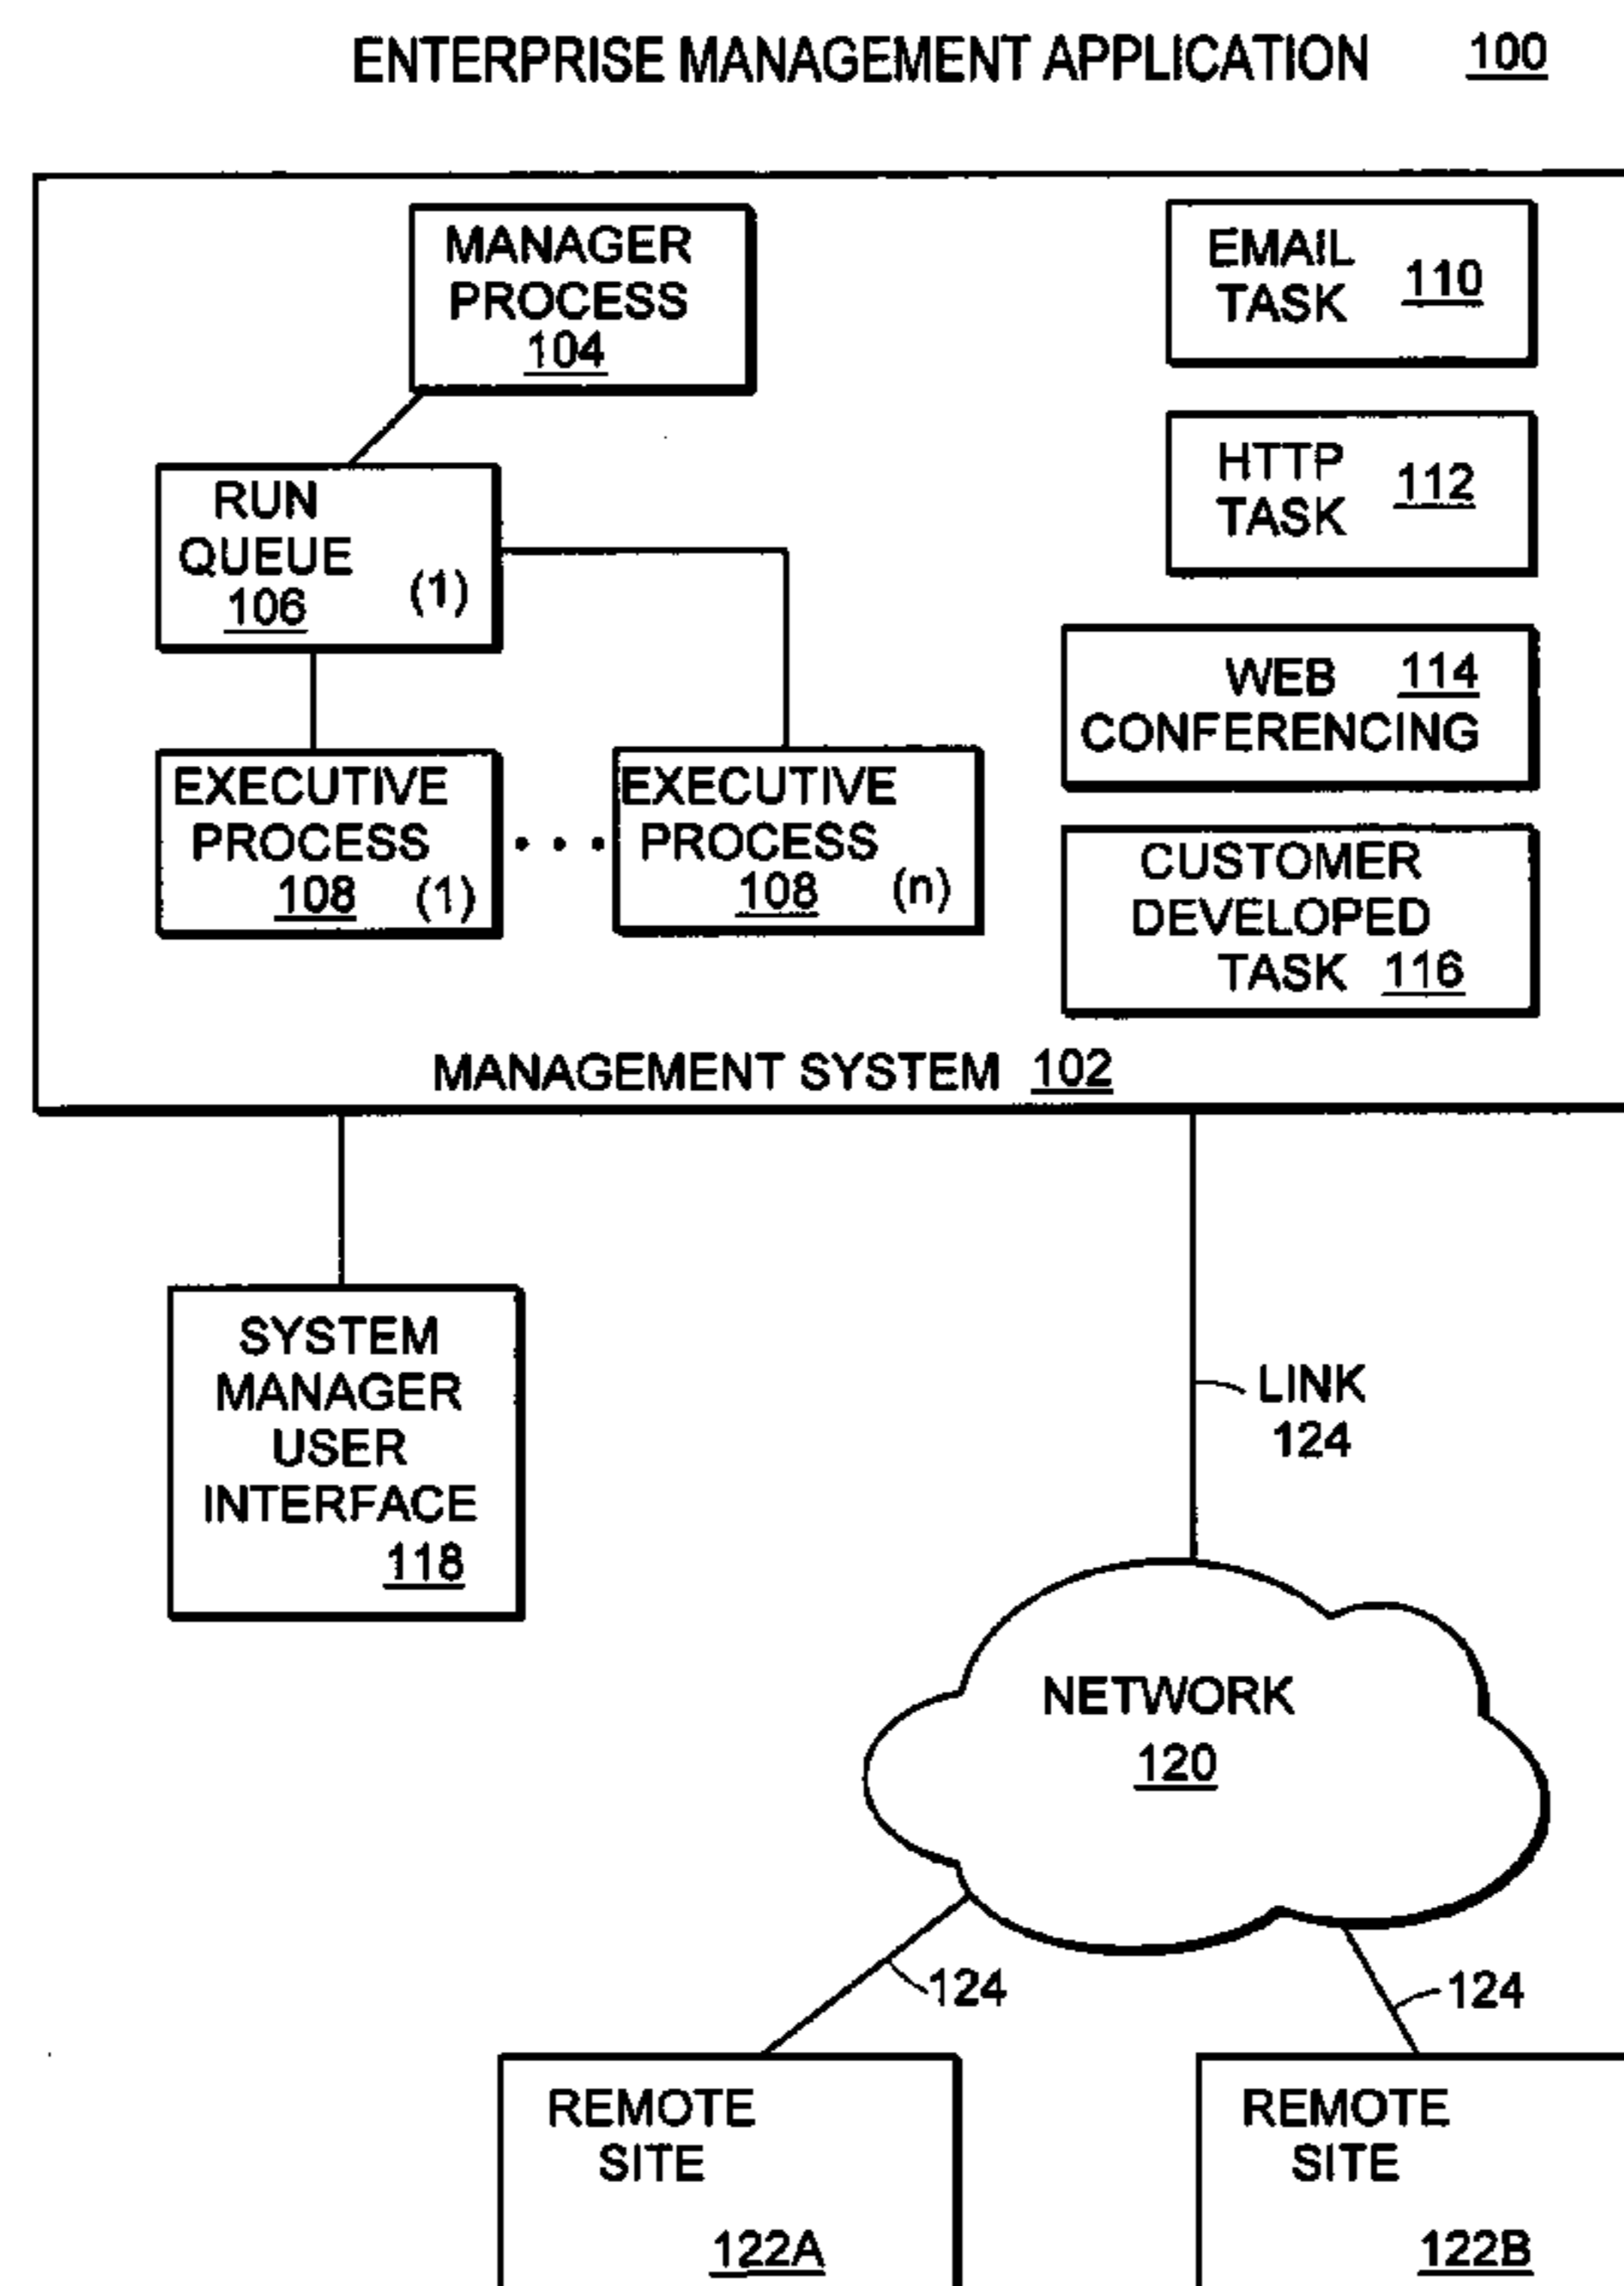 ENTERPRISE MANAGEMENT APPLICATION 100
MANAGER
PROCESS
104
RUN
QUEUE
106 (1)
EXECUTIVE
PROCESS
108 (1)
EXECUTIVE
PROCESS
108 (n)
EMAIL
TASK 110
HTTP
TASK 112
WEB 114
CONFERENCING
CUSTOMER
DEVELOPED
TASK 116
MANAGEMENT SYSTEM 102
SYSTEM
MANAGER
USER
INTERFACE
118
LINK
124
NETWORK
120
124
124
REMOTE
SITE
122A
REMOTE
SITE
122B